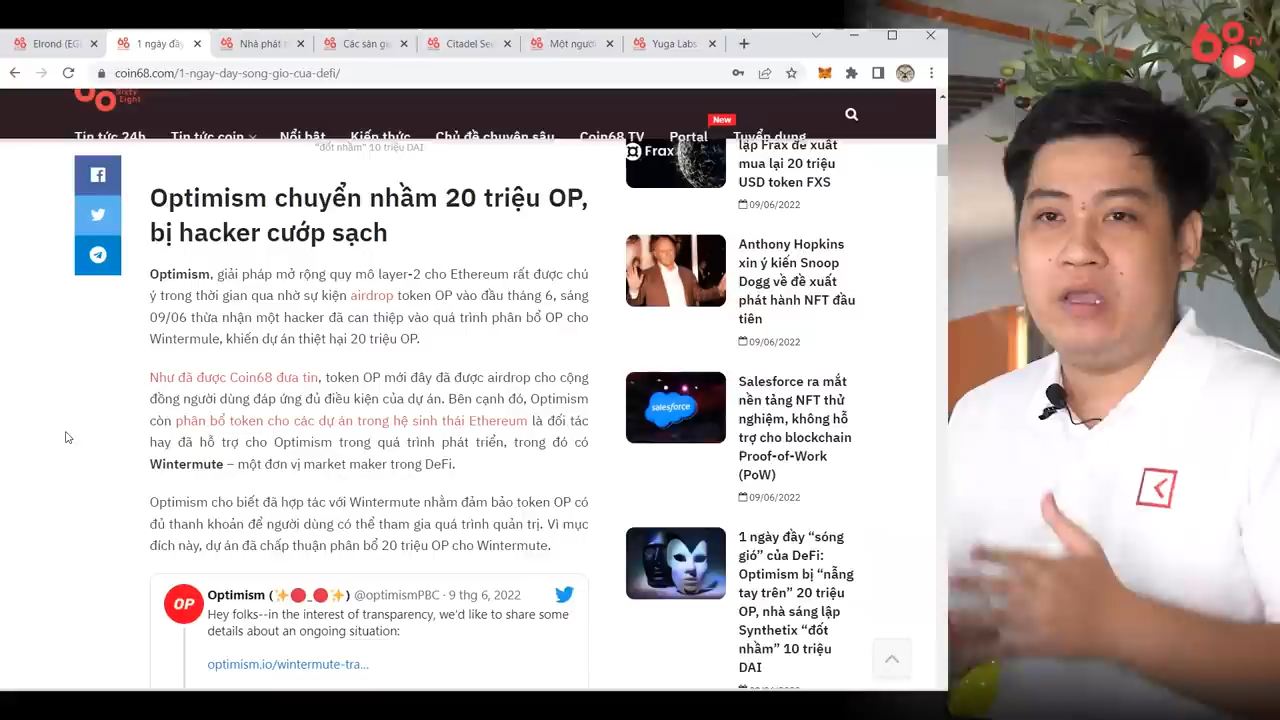 Elrond (EG
1 ngày đầy
Nhà phát
Các sàn gi
Citadel Se
Một ngườ
Yuga Labs
coin68.com/1-ngay-day-song-gio-cua-defi/
68 TV
Sixty Eight
Tin tức 24h
Tin tức coin
Nổi bật
Kiến thức
Chủ đề chuyên sâu
Coin68 TV
Portal
New
Tuyển dụng
"đốt nhầm" 10 triệu DAI
Optimism chuyển nhầm 20 triệu OP,
bị hacker cướp sạch
Optimism, giải pháp mở rộng quy mô layer-2 cho Ethereum rất được chú
ý trong thời gian qua nhờ sự kiện airdrop token OP vào đầu tháng 6, sáng
09/06 thừa nhận một hacker đã can thiệp vào quá trình phân bổ OP cho
Wintermule, khiến dự án thiệt hại 20 triệu OP.
Như đã được Coin68 đưa tin, token OP mới đây đã được airdrop cho cộng
đồng người dùng đáp ứng đủ điều kiện của dự án. Bên cạnh đó, Optimism
còn phân bổ token cho các dự án trong hệ sinh thái Ethereum là đối tác
hay đã hỗ trợ cho Optimism trong quá trình phát triển, trong đó có
Wintermute – một đơn vị market maker trong DeFi.
Optimism cho biết đã hợp tác với Wintermute nhằm đảm bảo token OP có
đủ thanh khoản để người dùng có thể tham gia quá trình quản trị. Vì mục
đích này, dự án đã chấp thuận phân bổ 20 triệu OP cho Wintermute.
OP
Optimism (✨🔴_🔴✨) @optimismPBC · 9 thg 6, 2022
Hey folks--in the interest of transparency, we'd like to share some
details about an ongoing situation:
optimism.io/wintermute-tra...
Frax
lập Frax đề xuất
mua lại 20 triệu
USD token FXS
09/06/2022
Anthony Hopkins
xin ý kiến Snoop
Dogg về đề xuất
phát hành NFT đầu
tiên
09/06/2022
salesforce
Salesforce ra mắt
nền tảng NFT thử
nghiệm, không hỗ
trợ cho blockchain
Proof-of-Work
(PoW)
09/06/2022
1 ngày đầy “sóng
gió” của DeFi:
Optimism bị “nẫng
tay trên” 20 triệu
OP, nhà sáng lập
Synthetix “đốt
nhầm” 10 triệu
DAI